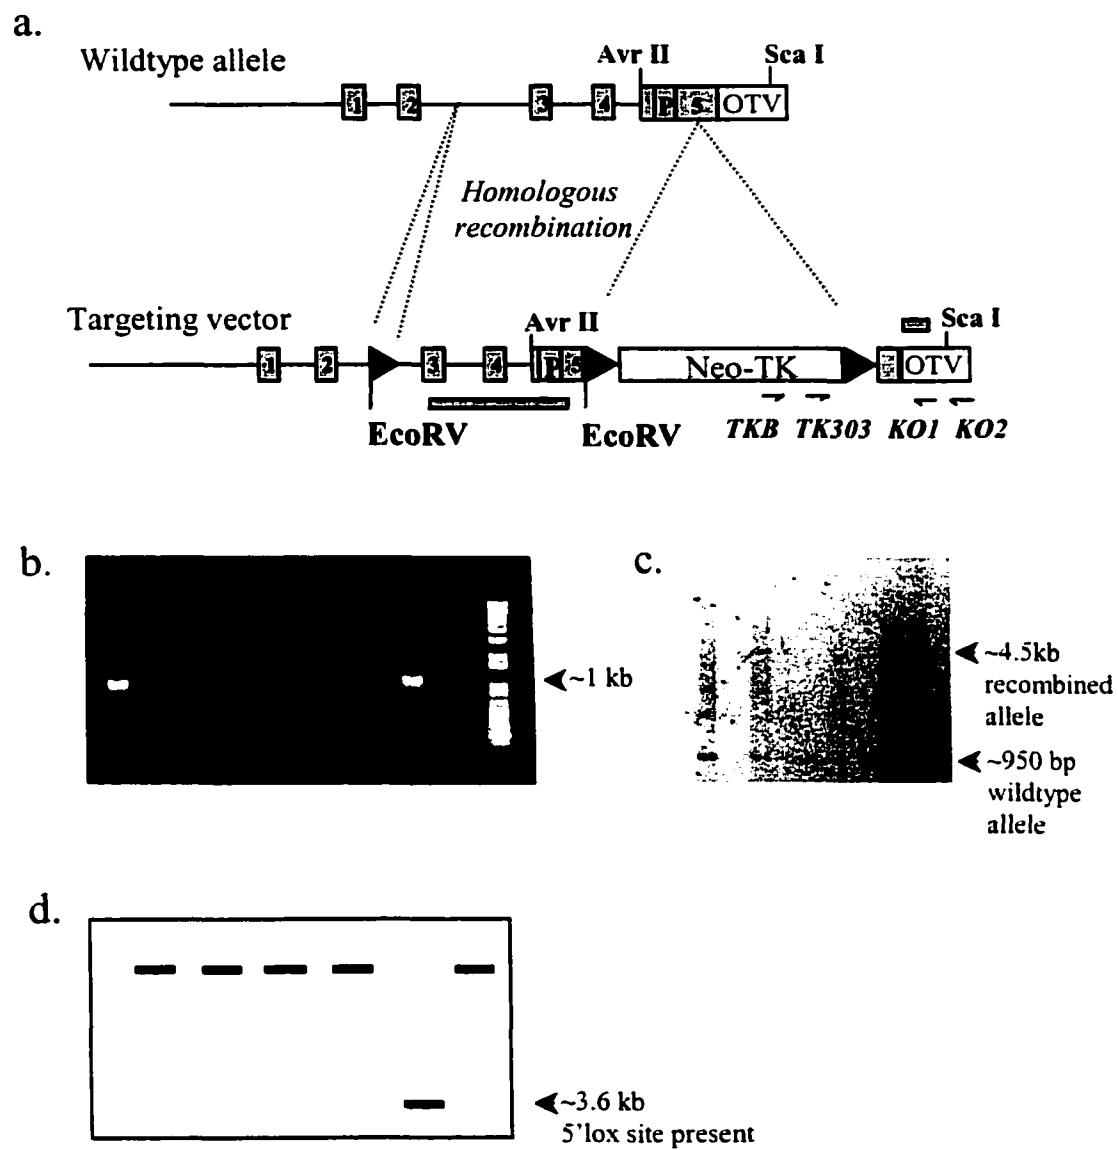 a.
Wildtype allele
Avr II
Sca I
1 2 3 4 P 5 OTV
Homologous
recombination
Targeting vector
Avr II
Sca I
1 2 3 4 P 5 Neo-TK OTV
EcoRV
EcoRV
TKB TK303 KO1 KO2
b.
~1 kb
c.
~4.5kb
recombined
allele
~950 bp
wildtype
allele
d.
~3.6 kb
5'lox site present